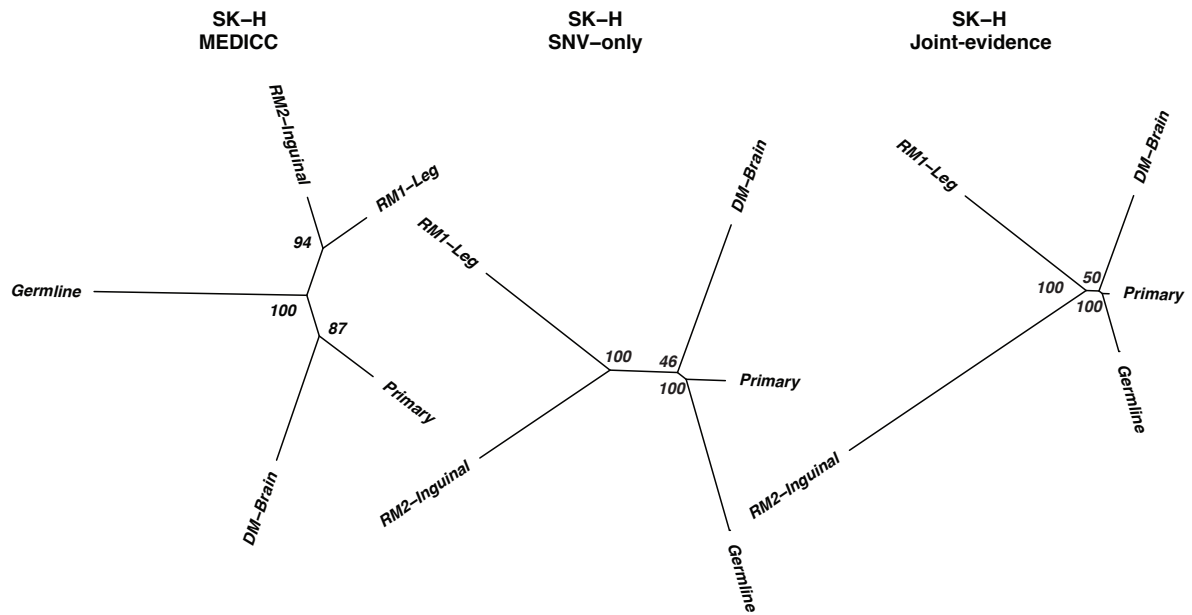 SK−H
MEDICC
RM2−Inguinal
RM1−Leg
94
Germline
100
87
Primary
DM−Brain
SK−H
SNV−only
DM−Brain
RM1−Leg
100
46
100
Primary
RM2−Inguinal
Germline
SK−H
Joint-evidence
DM−Brain
RM1−Leg
100
50
100
Primary
Germline
RM2−Inguinal